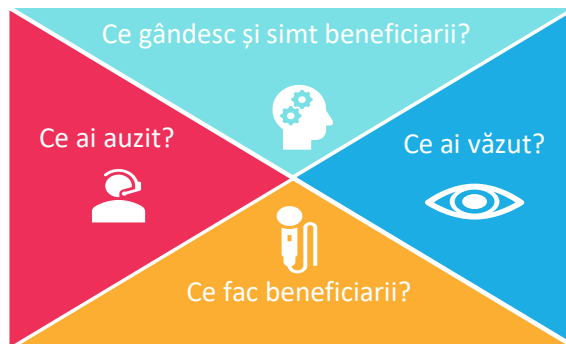 Ce gândesc și simt beneficiarii?
Ce ai auzit?
Ce ai văzut?
Ce fac beneficiarii?